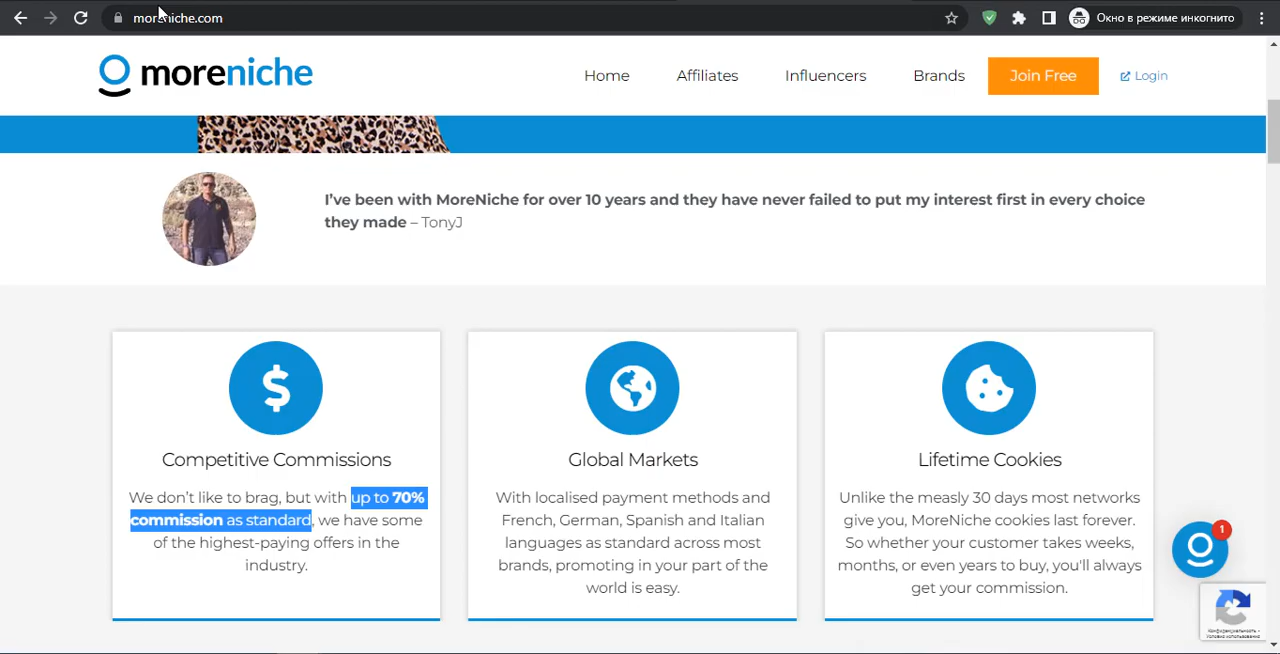 moreniche.com
Окно в режиме инкогнито
moreniche
Home
Affiliates
Influencers
Brands
Join Free
Login
I've been with MoreNiche for over 10 years and they have never failed to put my interest first in every choice
they made – TonyJ
Competitive Commissions
We don't like to brag, but with up to 70%
commission as standard, we have some
of the highest-paying offers in the
industry.
Global Markets
With localised payment methods and
French, German, Spanish and Italian
languages as standard across most
brands, promoting in your part of the
world is easy.
Lifetime Cookies
Unlike the measly 30 days most networks
give you, MoreNiche cookies last forever.
So whether your customer takes weeks,
months, or even years to buy, you'll always
get your commission.
1
Конфиденциальность -
Условия использования